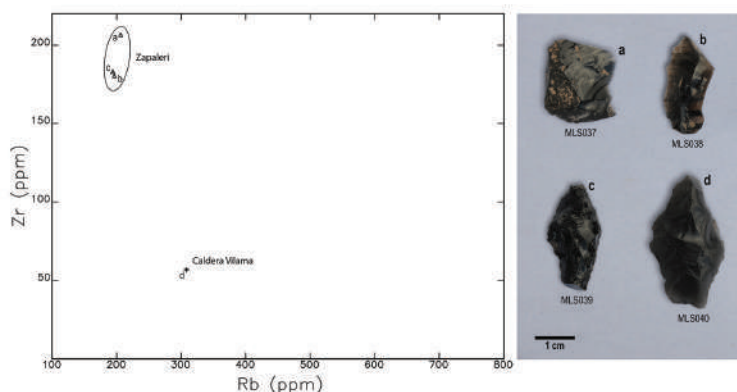 200
150
100
50
0
Zr (ppm)
a
Zapaleri
c
b
Caldera Vilama
d
100 200 300 400 500 600 700 800
Rb (ppm)
a
b
MLS037
MLS038
c
d
MLS039
MLS040
1 cm